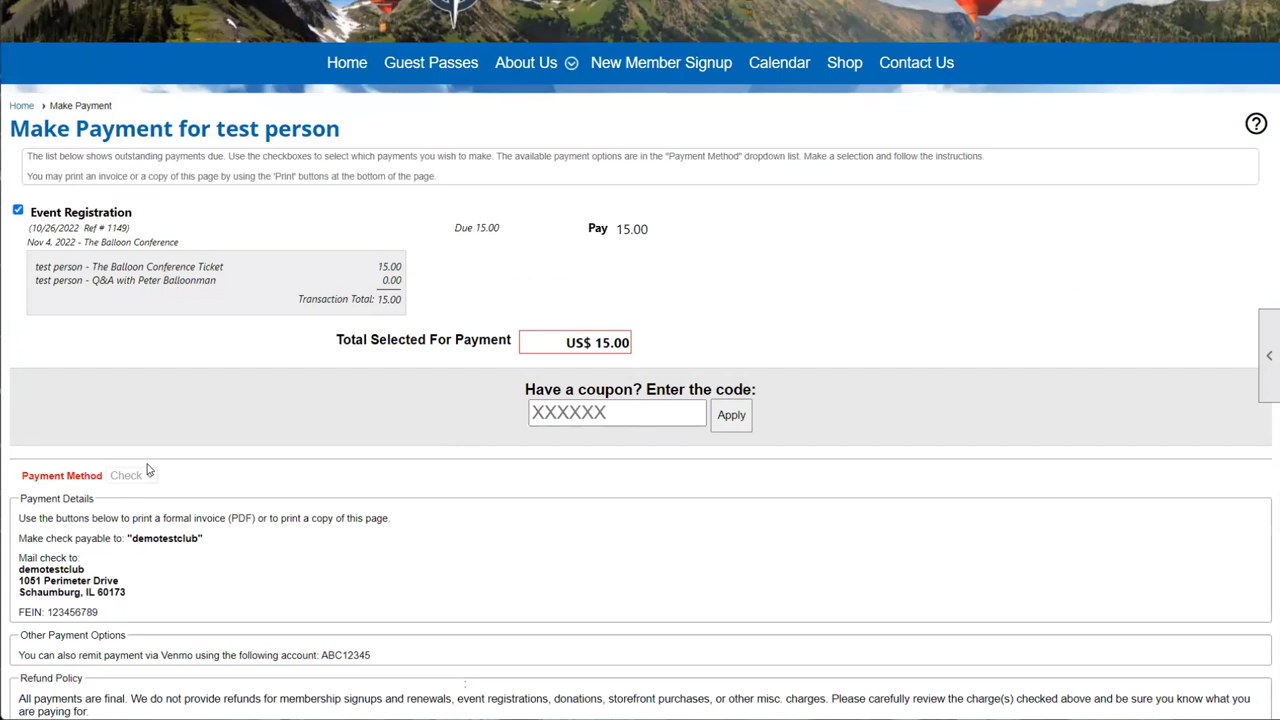 Home Guest Passes About Us New Member Signup Calendar Shop Contact Us
Home › Make Payment
Make Payment for test person
The list below shows outstanding payments due. Use the checkboxes to select which payments you wish to make. The available payment options are in the "Payment Method" dropdown list. Make a selection and follow the instructions.
You may print an invoice or a copy of this page by using the 'Print' buttons at the bottom of the page.
Event Registration
(10/26/2022 Ref # 1149) Due 15.00 Pay 15.00
Nov 4, 2022 - The Balloon Conference
test person - The Balloon Conference Ticket 15.00
test person - Q&A with Peter Balloonman 0.00
Transaction Total: 15.00
Total Selected For Payment US$ 15.00
Have a coupon? Enter the code:
XXXXXX Apply
Payment Method Check
Payment Details
Use the buttons below to print a formal invoice (PDF) or to print a copy of this page.
Make check payable to: "demotestclub"
Mail check to:
demotestclub
1051 Perimeter Drive
Schaumburg, IL 60173
FEIN: 123456789
Other Payment Options
You can also remit payment via Venmo using the following account: ABC12345
Refund Policy
All payments are final. We do not provide refunds for membership signups and renewals, event registrations, donations, storefront purchases, or other misc. charges. Please carefully review the charge(s) checked above and be sure you know what you
are paying for.